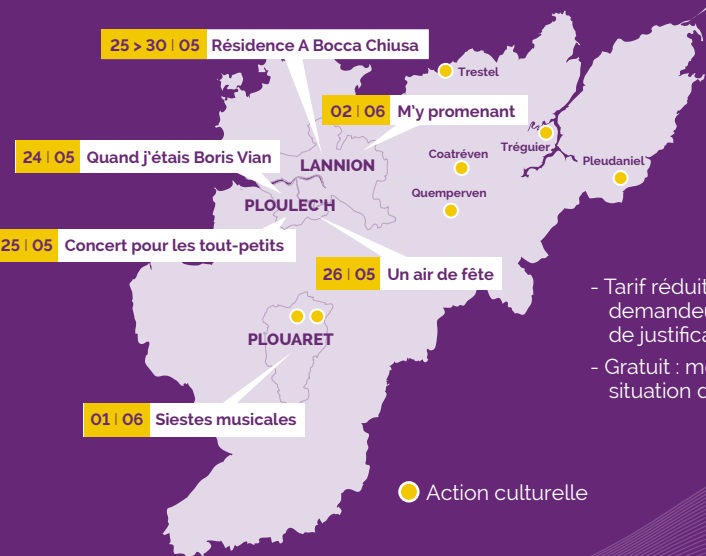 25 > 30 | 05 Résidence A Bocca Chiusa
Trestel
02 | 06 M'y promenant
24 | 05 Quand j'étais Boris Vian
LANNION
Coatréven
Tréguier
Pleudaniel
Quemperven
PLOULEC'H
25 | 05 Concert pour les tout-petits
26 | 05 Un air de fête
PLOUARET
01 | 06 Siestes musicales
- Tarif réduit
de justifica
- Gratuit :
situation
Action culturelle